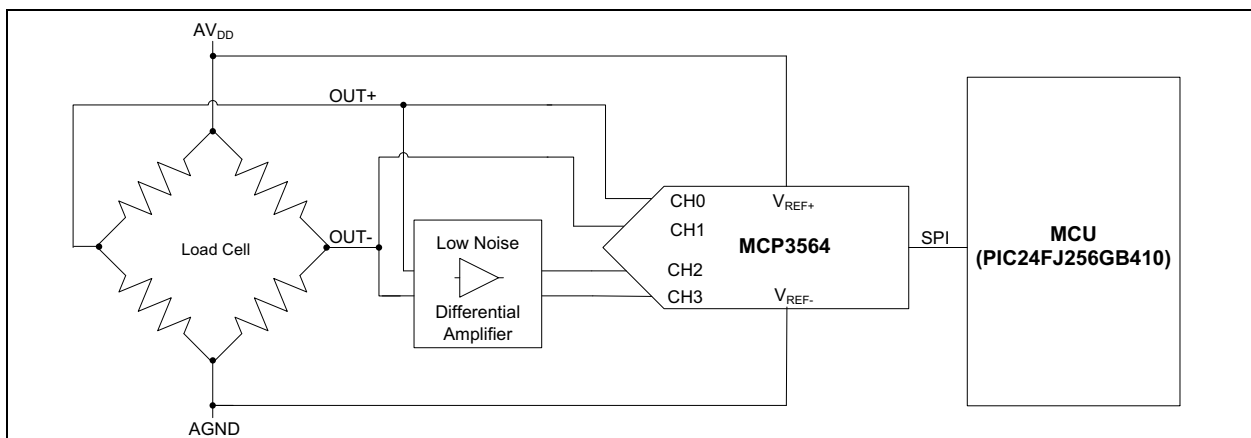 AVDD
OUT+
OUT-
Load Cell
Low Noise
Differential
Amplifier
CH0
CH1
CH2
CH3
VREF+
MCP3564
VREF-
SPI
MCU
(PIC24FJ256GB410)
AGND